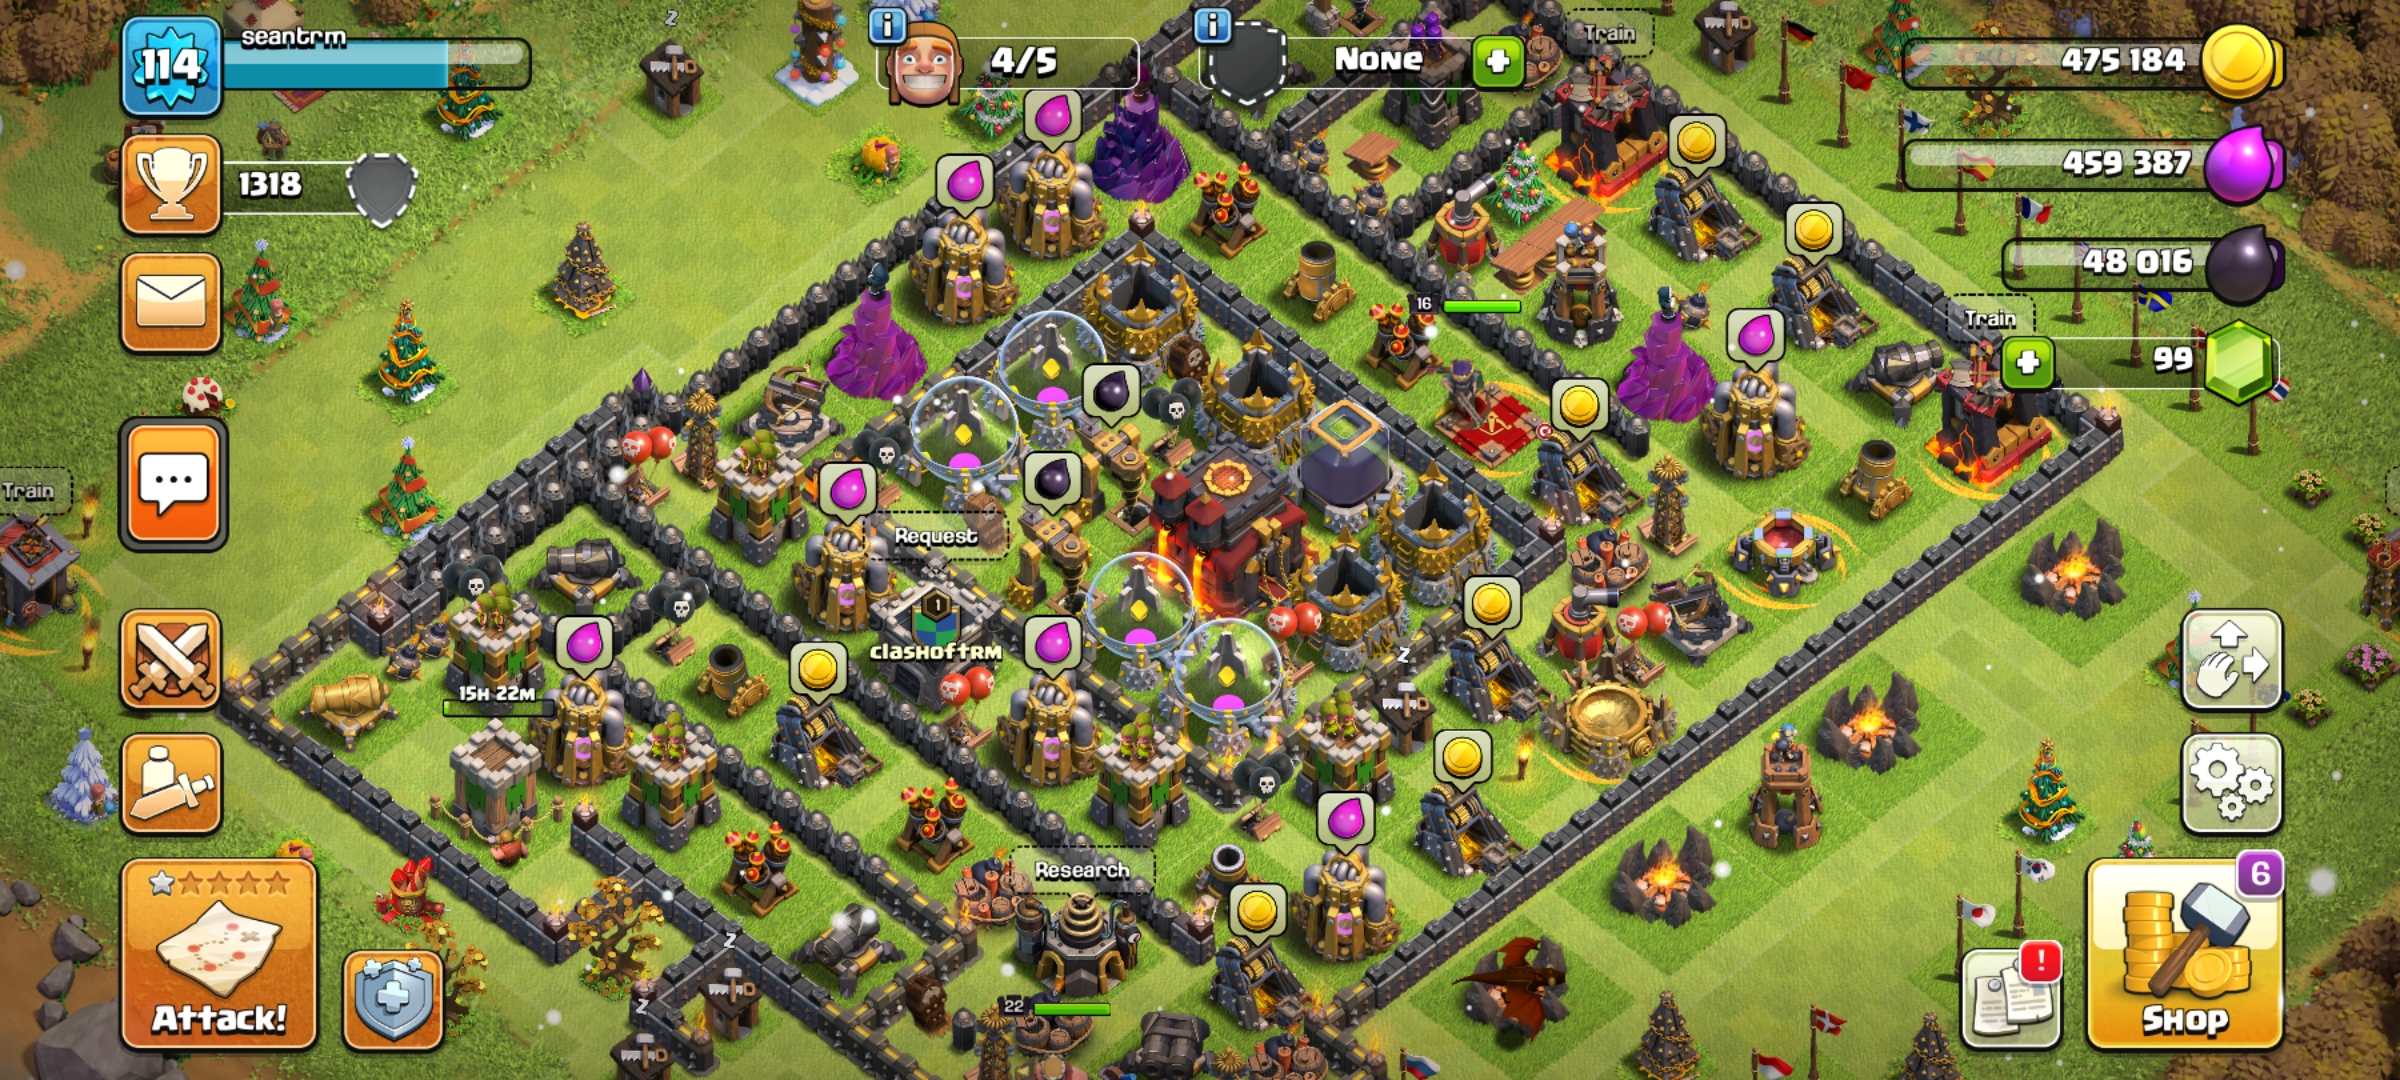 114
seantrm
4/5
None
Train
475 184
1318
459 387
48 016
16
Train
99
Train
Request
clashoftrm
15H 22M
Research
22
Attack!
6
Shop